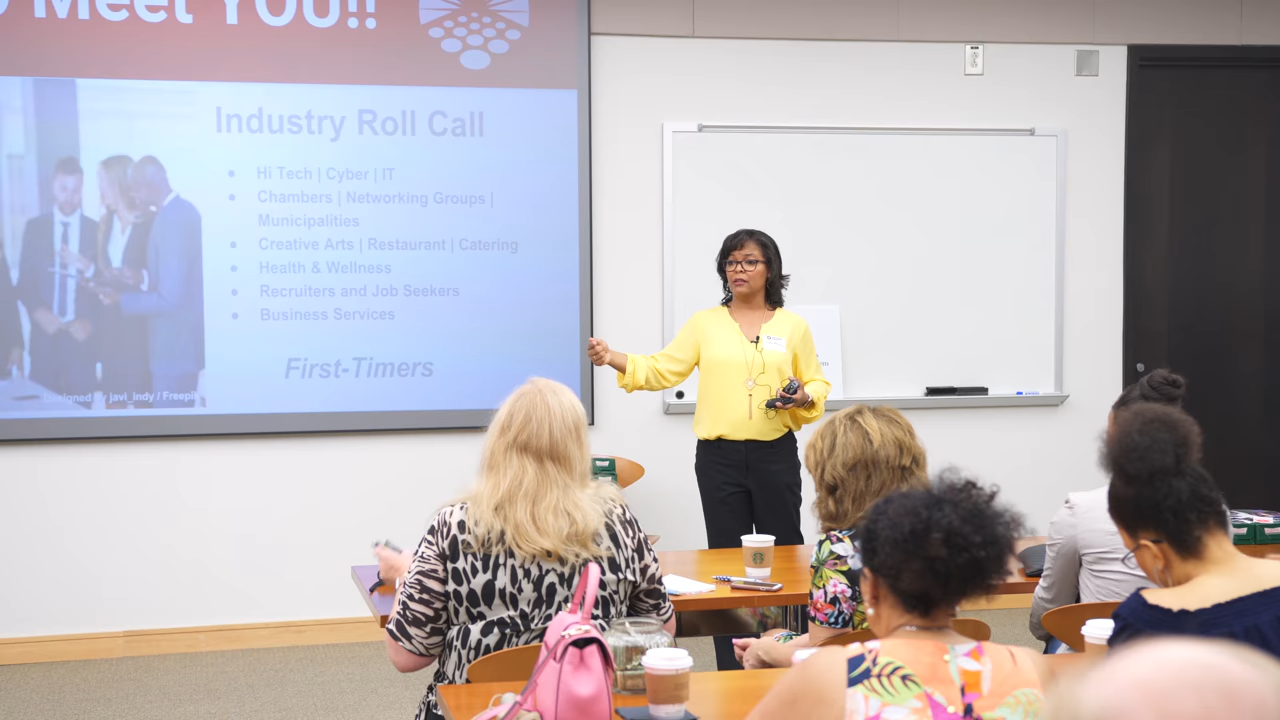 Meet YOU!!
Industry Roll Call
Hi Tech | Cyber | IT
Chambers | Networking Groups |
Municipalities
Creative Arts | Restaurant | Catering
Health & Wellness
Recruiters and Job Seekers
Business Services
First-Timers
Designed by javi_indy / Freepi